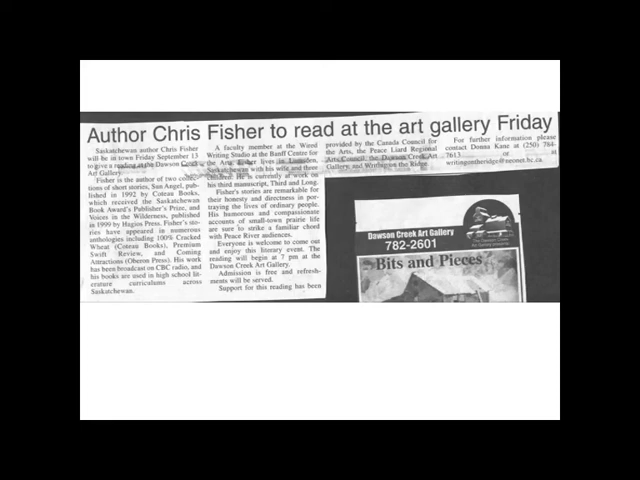 Author Chris Fisher to read at the art gallery Friday
Saskatchewan author Chris Fisher
will be in town Friday September 13
to give a reading at the Dawson Creek
Art Gallery.
Fisher is the author of two collec-
tions of short stories, Sun Angel, pub-
lished in 1992 by Coteau Books,
which received the Saskatchewan
Book Award's Publisher's Prize, and
Voices in the Wilderness, published
in 1999 by Hagios Press. Fisher's sto-
ries have appeared in numerous
anthologies including 100% Cracked
Wheat (Coteau Books), Premium
Swift Review, and Coming
Attractions (Oberon Press). His work
has been broadcast on CBC radio, and
his books are used in high school lit-
erature curriculums across
Saskatchewan.
A faculty member at the Wired
Writing Studio at the Banff Centre for
the Arts, Fisher lives in Lumsden,
Saskatchewan with his wife and three
children. He is currently at work on
his third manuscript, Third and Long.
Fisher's stories are remarkable for
their honesty and directness in por-
traying the lives of ordinary people.
His humorous and compassionate
accounts of small-town prairie life
are sure to strike a familiar chord
with Peace River audiences.
Everyone is welcome to come out
and enjoy this literary event. The
reading will begin at 7 pm at the
Dawson Creek Art Gallery.
Admission is free and refresh-
ments will be served.
Support for this reading has been
provided by the Canada Council for
the Arts, the Peace Liard Regional
Arts Council, the Dawson Creek Art
Gallery, and Writing on the Ridge.
For further information please
contact Donna Kane at (250) 784-
7613 or at
writingontheridge@neonet.bc.ca
Dawson Creek Art Gallery
782-2601
Bits and Pieces